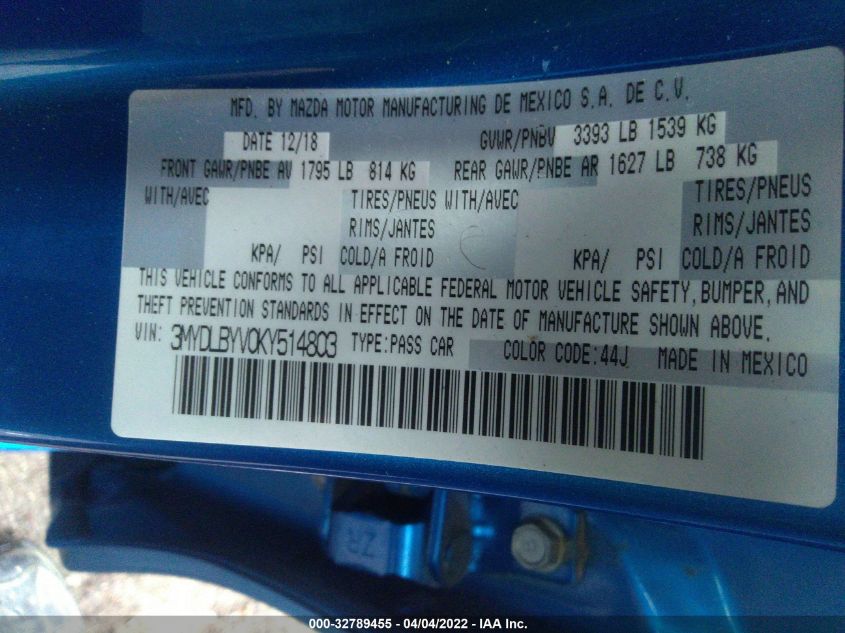 MFD. BY MAZDA MOTOR MANUFACTURING DE MEXICO S.A. DE C.V.
DATE 12/18 GVWR/PNBV 3393 LB 1539 KG
FRONT GAWR/PNBE AV 1795 LB 814 KG REAR GAWR/PNBE AR 1627 LB 738 KG
WITH/AVEC TIRES/PNEUS WITH/AVEC TIRES/PNEUS
RIMS/JANTES RIMS/JANTES
KPA/ PSI COLD/A FROID KPA/ PSI COLD/A FROID
THIS VEHICLE CONFORMS TO ALL APPLICABLE FEDERAL MOTOR VEHICLE SAFETY, BUMPER, AND
THEFT PREVENTION STANDARDS IN EFFECT ON THE DATE OF MANUFACTURE SHOWN ABOVE.
VIN: 3MYDLBYV0KY514803 TYPE:PASS CAR COLOR CODE:44J MADE IN MEXICO
ZR
000-32789455 - 04/04/2022 - IAA Inc.